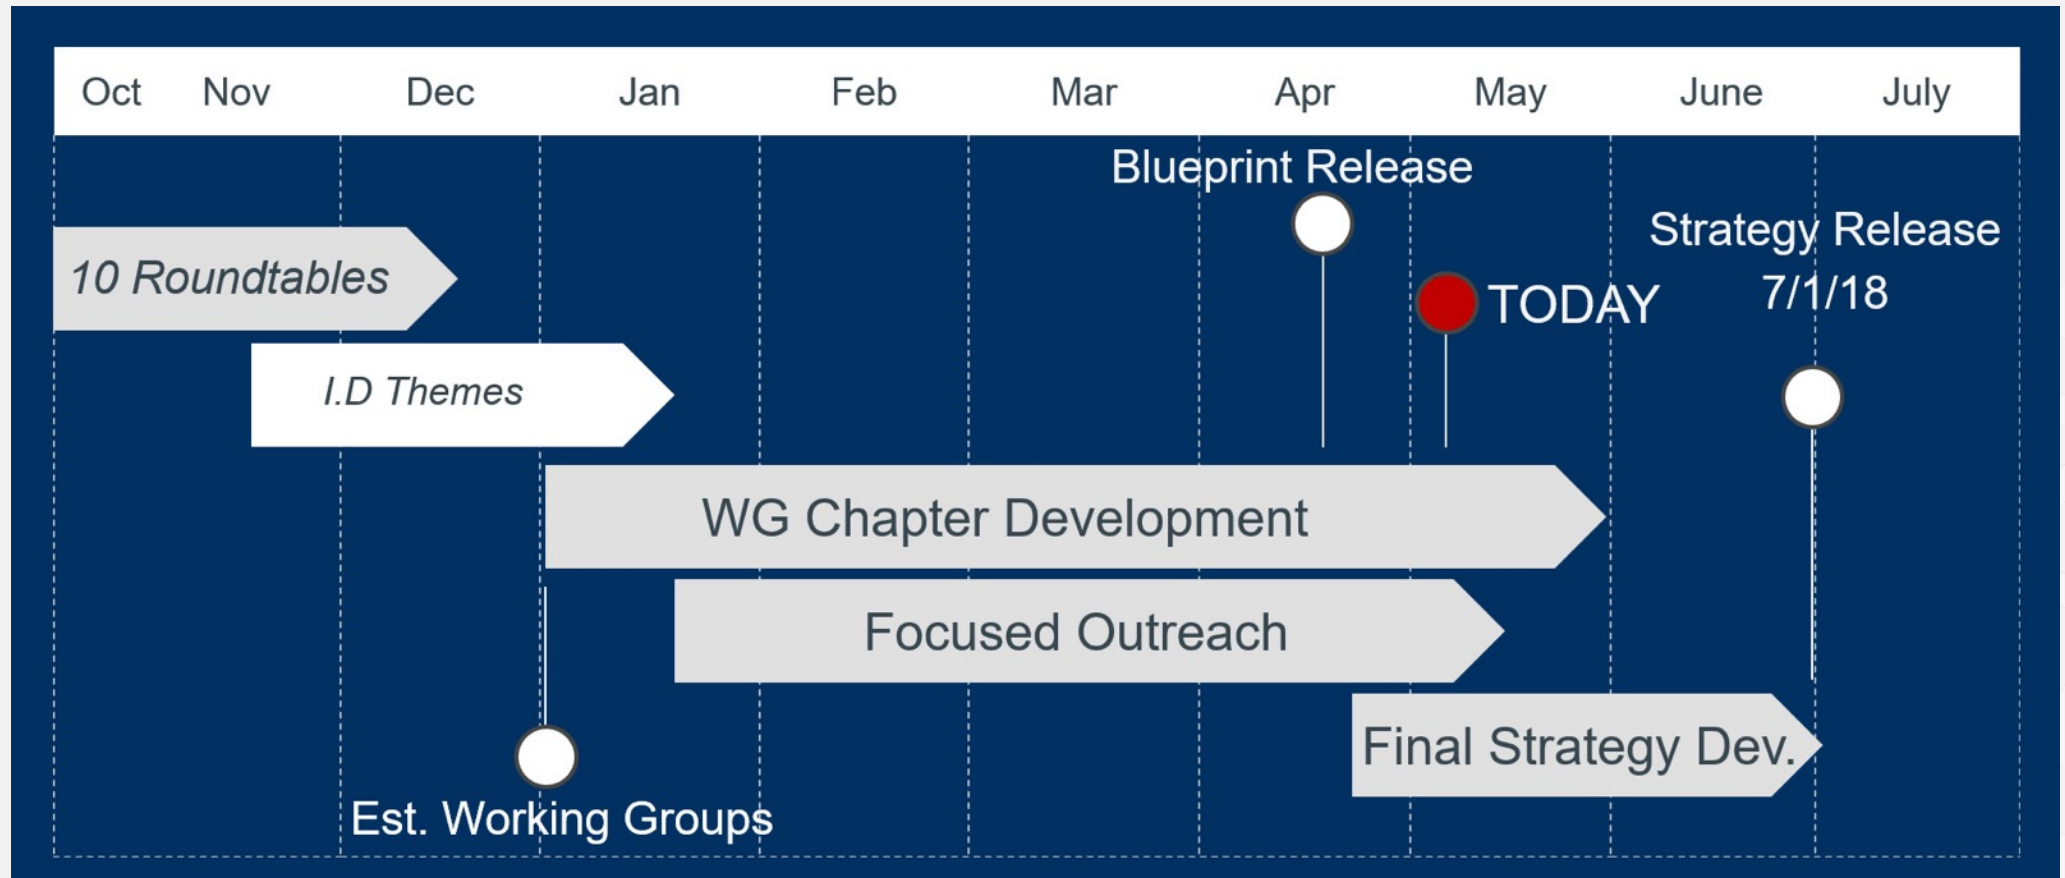 Oct Nov Dec Jan Feb Mar Apr May June July
Blueprint Release
Strategy Release
7/1/18
10 Roundtables
TODAY
I.D Themes
WG Chapter Development
Focused Outreach
Final Strategy Dev.
Est. Working Groups